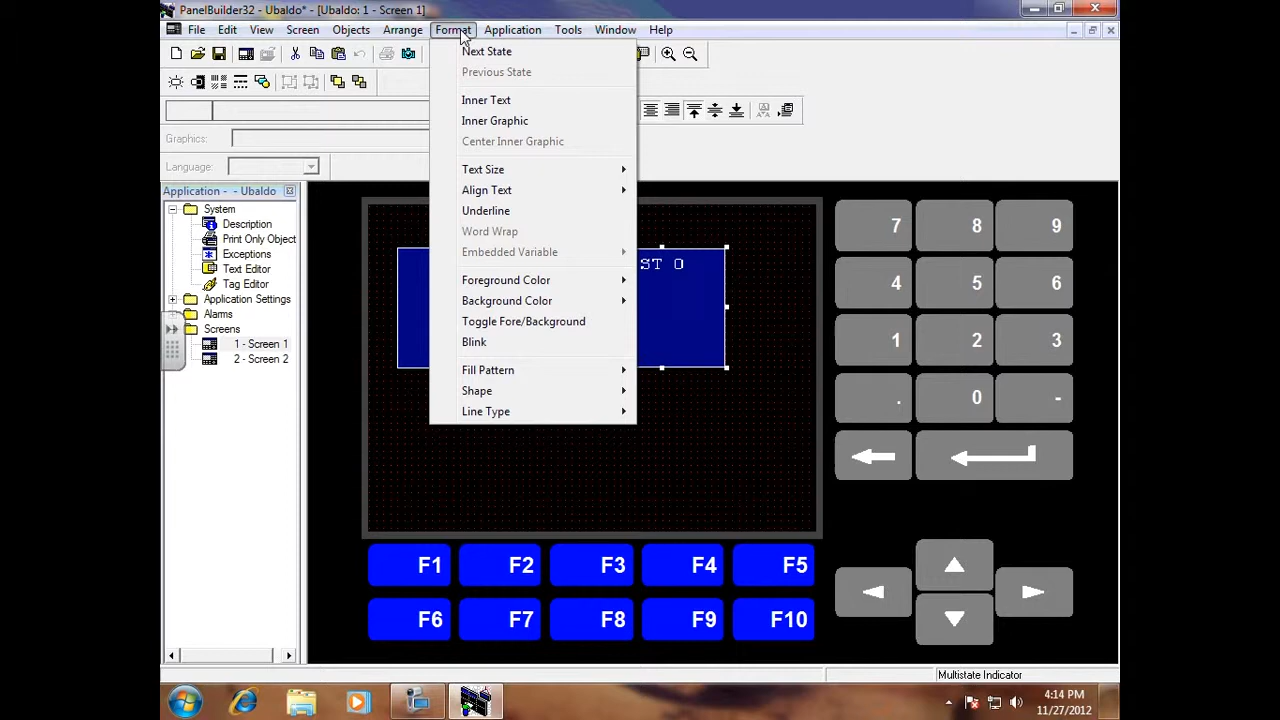 PanelBuilder32 - Ubaldo* - [Ubaldo: 1 - Screen 1]
File Edit View Screen Objects Arrange Format Application Tools Window Help
Next State
Previous State
Inner Text
Inner Graphic
Center Inner Graphic
Text Size
Align Text
Underline
Word Wrap
Embedded Variable
Foreground Color
Background Color
Toggle Fore/Background
Blink
Fill Pattern
Shape
Line Type
Graphics:
Language:
Application - - Ubaldo
System
Description
Print Only Object
Exceptions
Text Editor
Tag Editor
Application Settings
Alarms
Screens
1 - Screen 1
2 - Screen 2
ST 0
7 8 9
4 5 6
1 2 3
. 0 -
F1 F2 F3 F4 F5
F6 F7 F8 F9 F10
Multistate Indicator
4:14 PM
11/27/2012